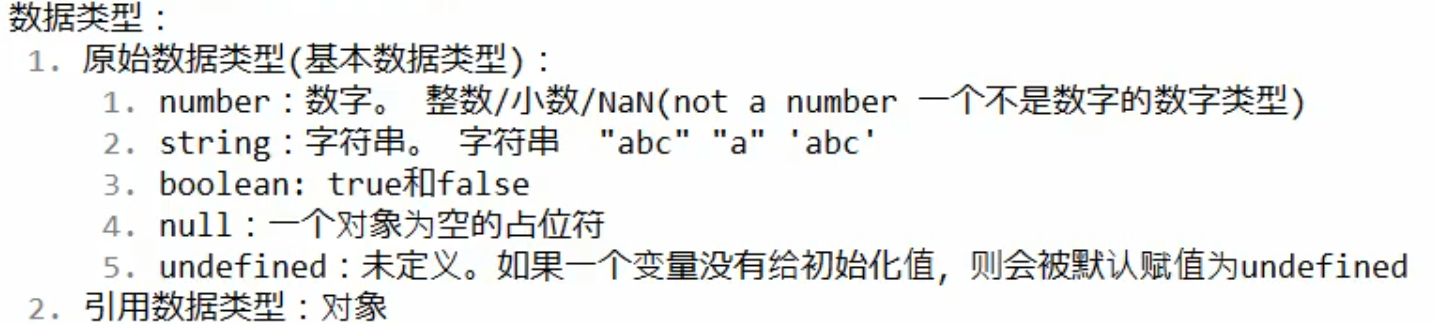 数据类型：
1. 原始数据类型(基本数据类型)：
1. number：数字。 整数/小数/NaN(not a number 一个不是数字的数字类型)
2. string：字符串。 字符串 "abc" "a" 'abc'
3. boolean: true和false
4. null：一个对象为空的占位符
5. undefined：未定义。如果一个变量没有给初始化值，则会被默认赋值为undefined
2. 引用数据类型：对象